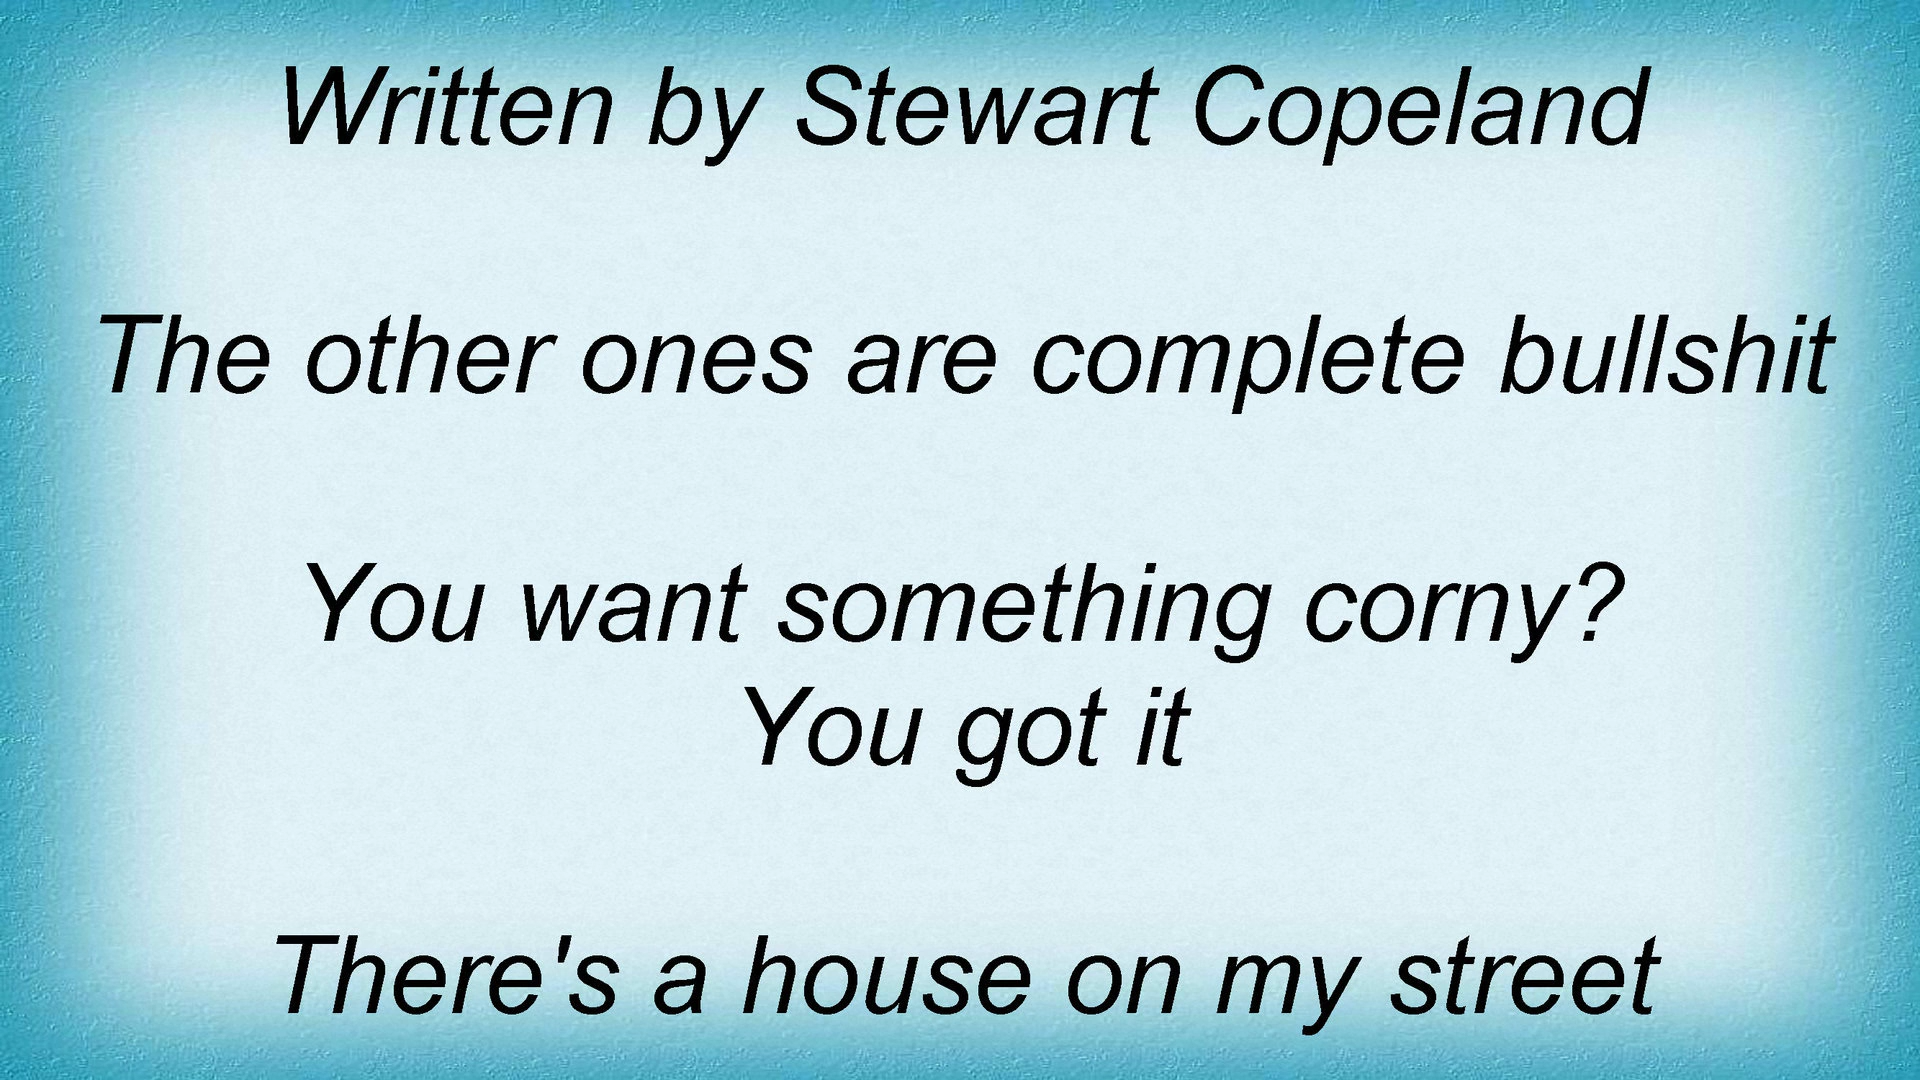 Written by Stewart Copeland
The other ones are complete bullshit
You want something corny?
You got it
There's a house on my street